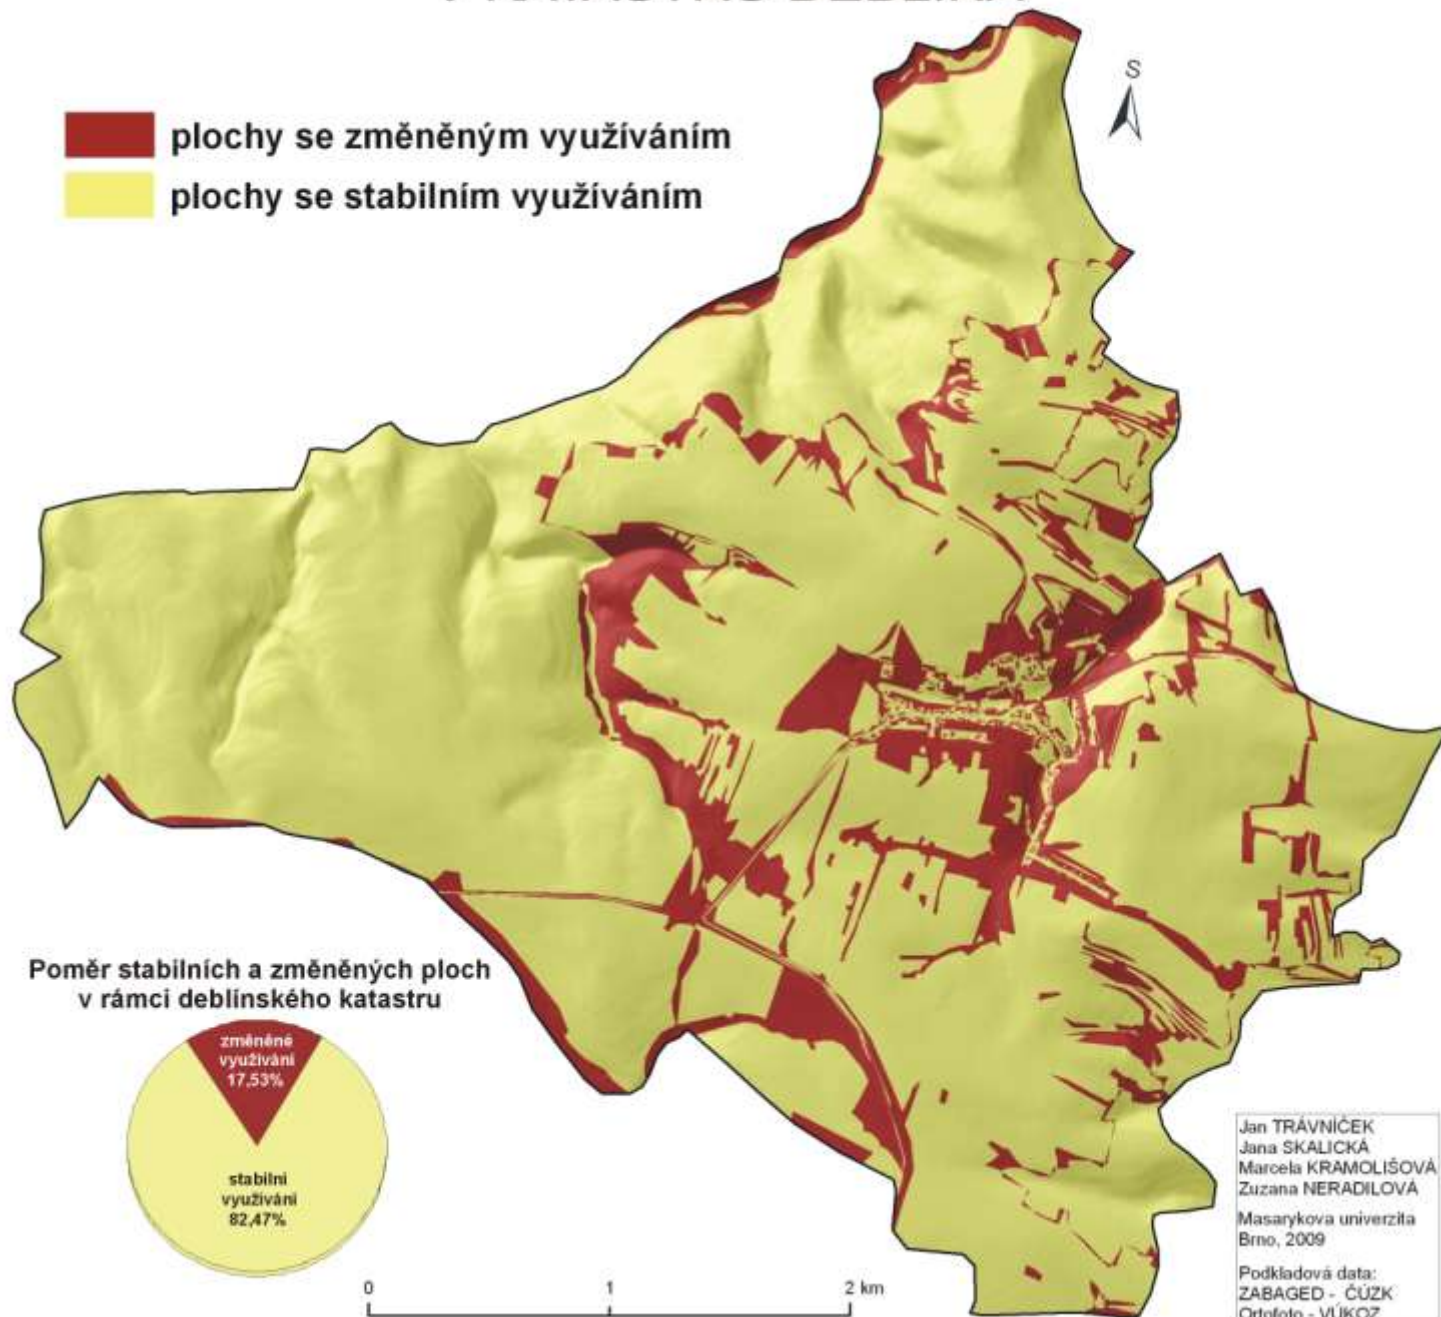 S
plochy se změněným využíváním
plochy se stabilním využíváním
Poměr stabilních a změněných ploch
v rámci deblínského katastru
změněné
využívání
17,53%
stabilní
využívání
82,47%
0 1 2 km
Jan TRÁVNÍČEK
Jana SKALICKÁ
Marcela KRAMOLIŠOVÁ
Zuzana NERADILOVÁ
Masarykova univerzita
Brno, 2009
Podkladová data:
ZABAGED - ČÚZK
Ortofoto - VÚKOZ